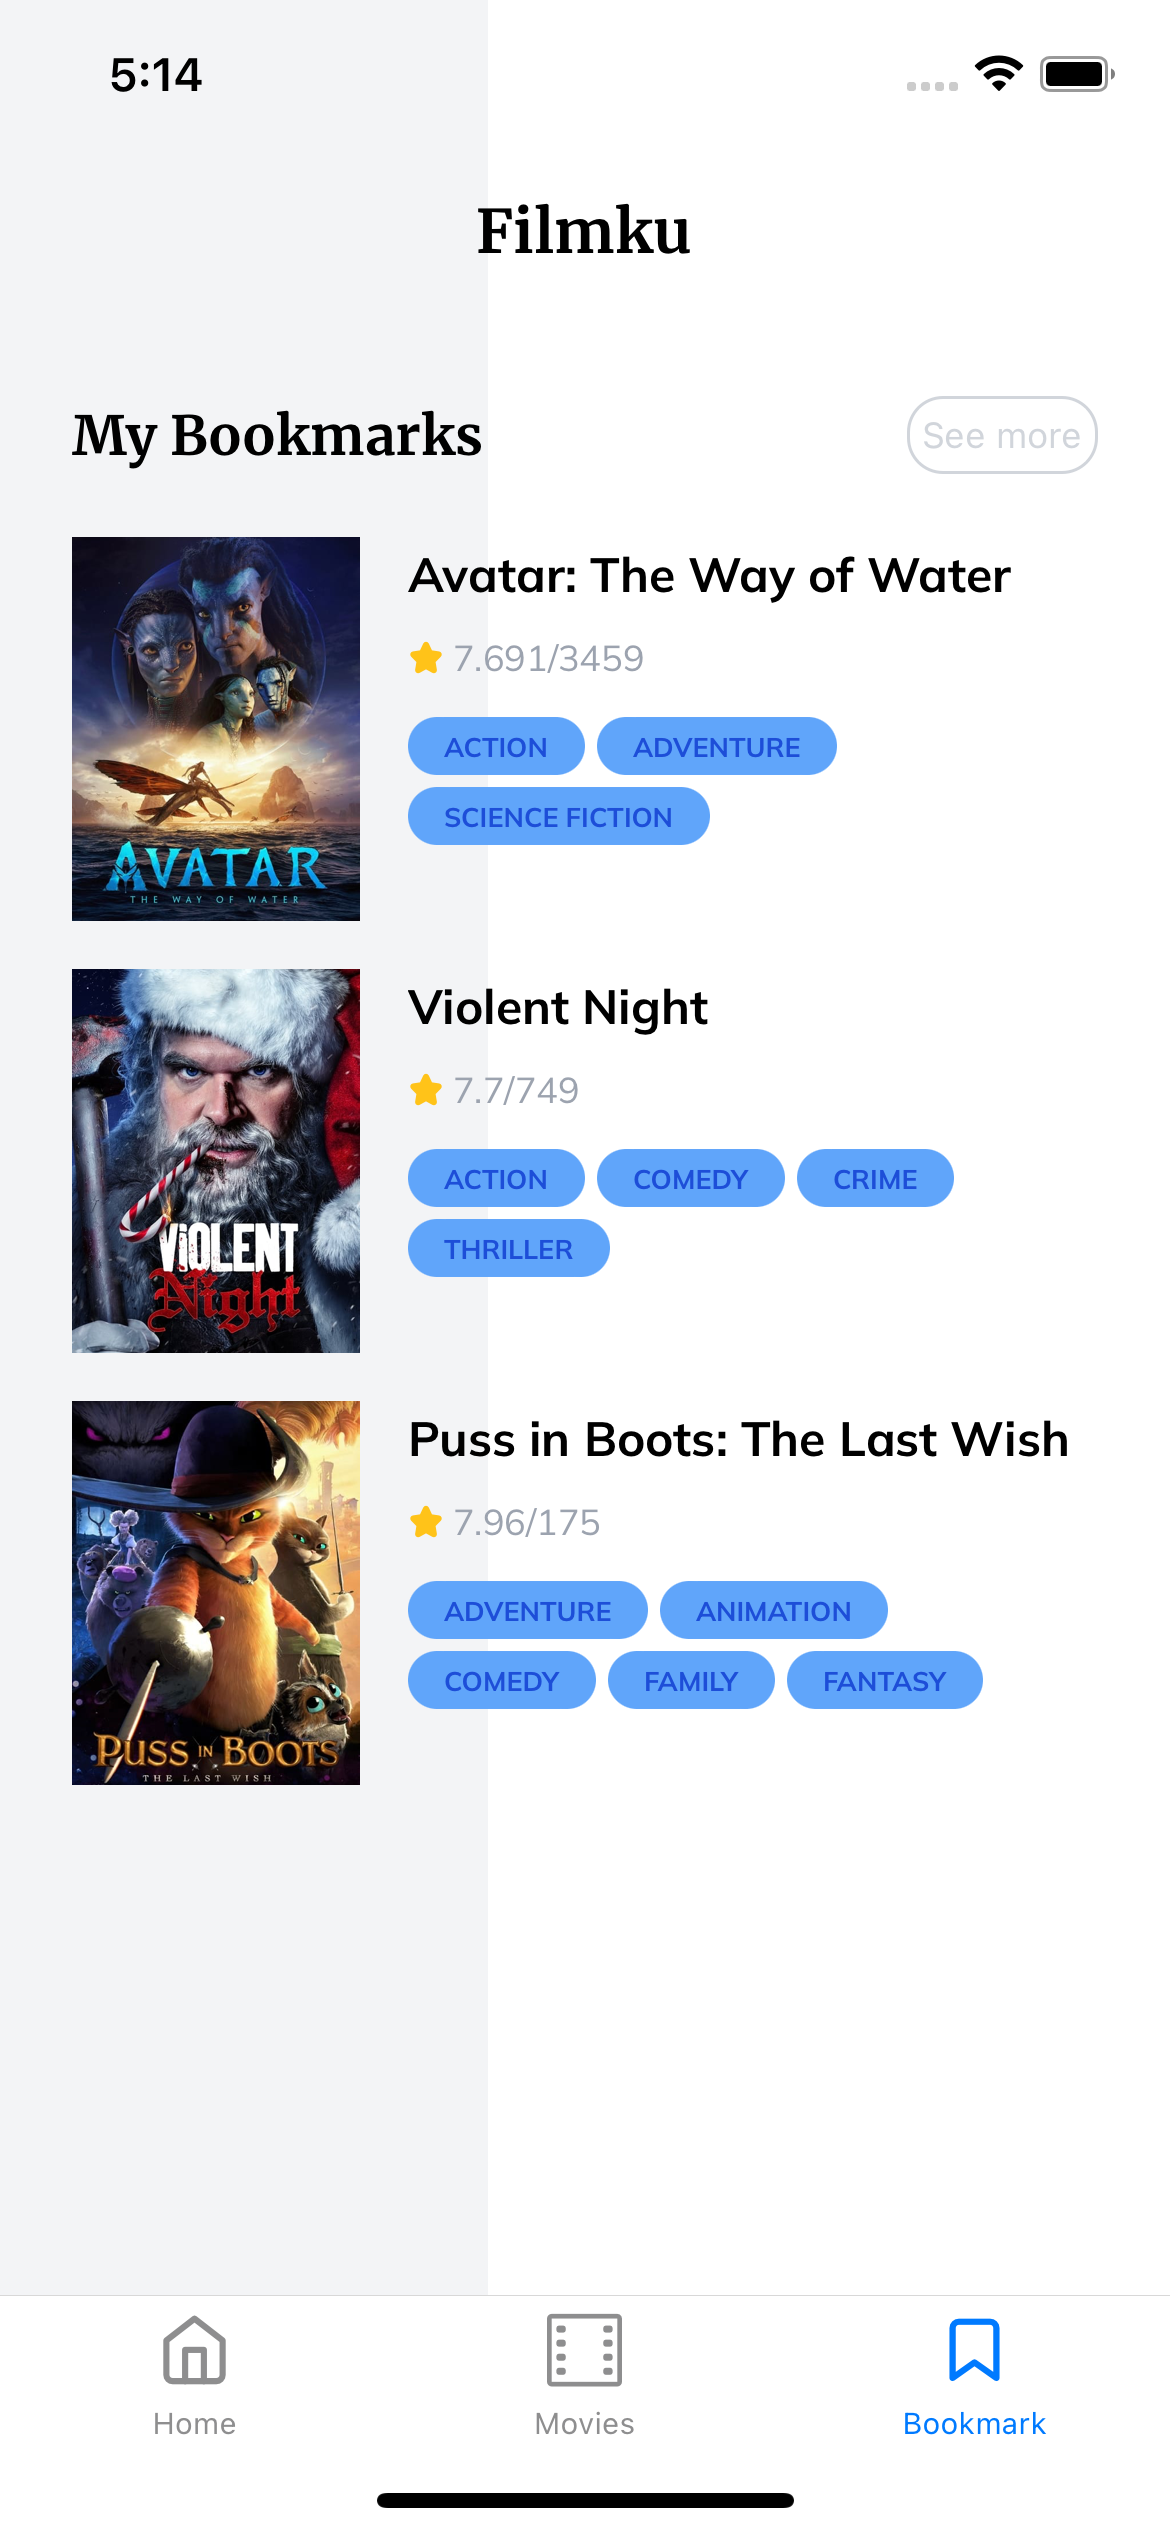 5:14
Filmku
My Bookmarks
See more
Avatar: The Way of Water
7.691/3459
ACTION ADVENTURE
SCIENCE FICTION
AVATAR
THE WAY OF WATER
Violent Night
7.7/749
ACTION COMEDY CRIME
THRILLER
ViOLENT
Night
Puss in Boots: The Last Wish
7.96/175
ADVENTURE ANIMATION
COMEDY FAMILY FANTASY
PUSS IN BOOTS
THE LAST WISH
Home Movies Bookmark